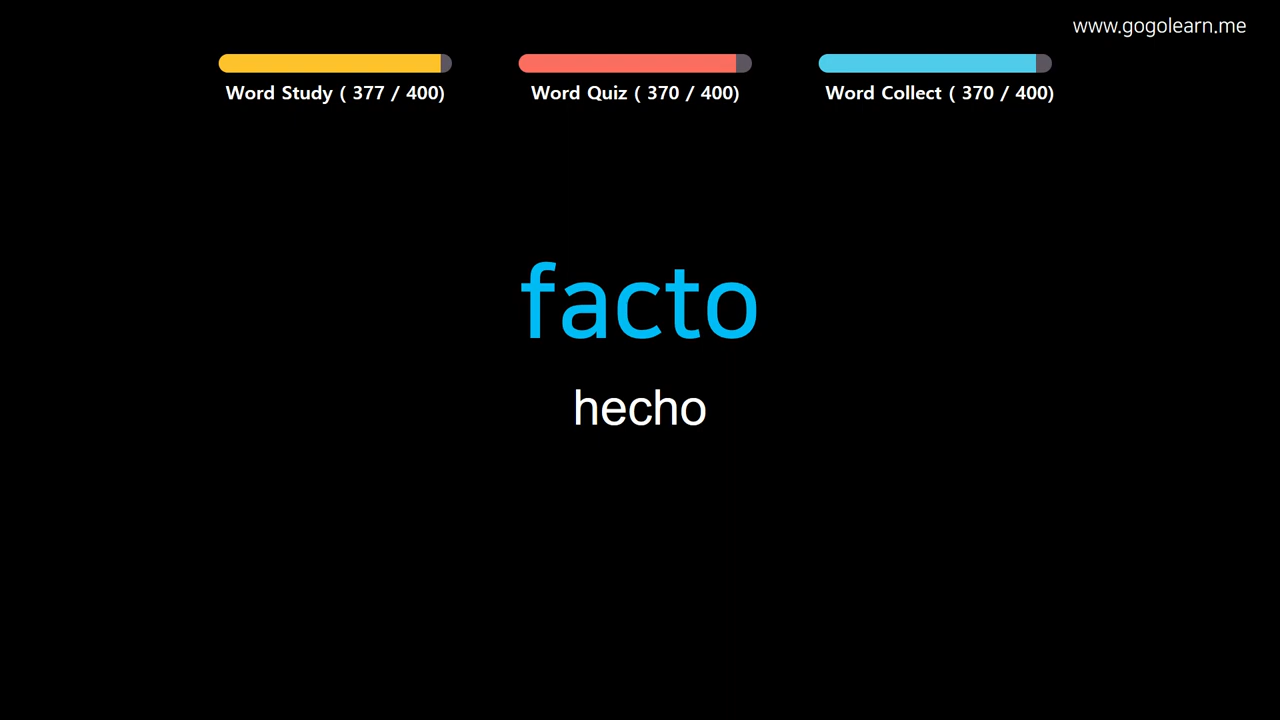 www.gogolearn.me
Word Study ( 377 / 400)
Word Quiz ( 370 / 400)
Word Collect ( 370 / 400)
facto
hecho